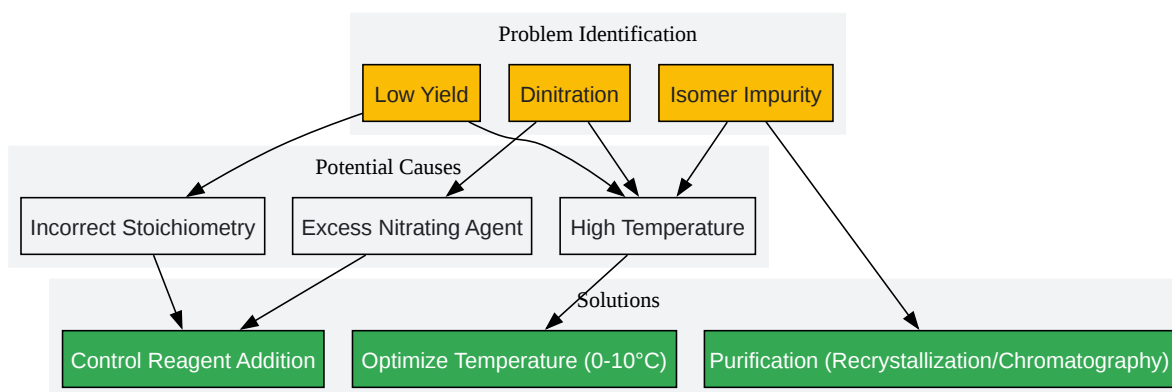 Problem Identification
Low Yield
Dinitration
Isomer Impurity
Potential Causes
Incorrect Stoichiometry
Excess Nitrating Agent
High Temperature
Solutions
Control Reagent Addition
Optimize Temperature (0-10°C)
Purification (Recrystallization/Chromatography)